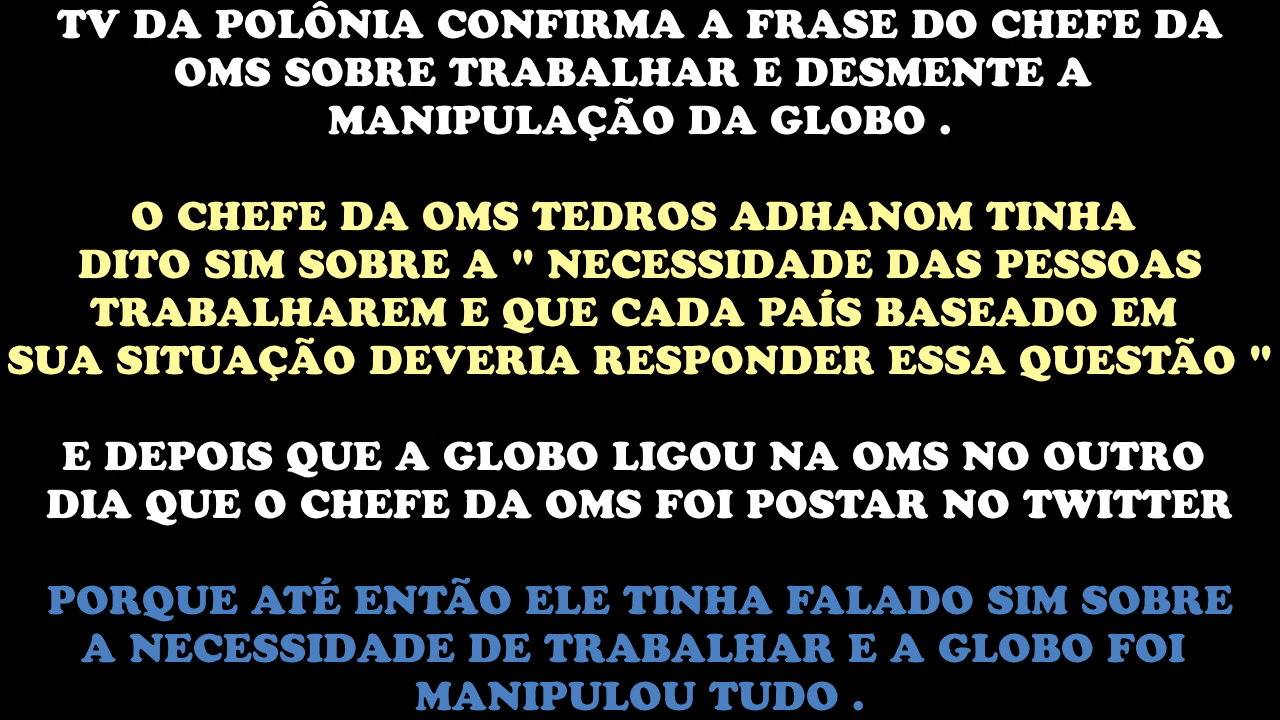 TV DA POLÔNIA CONFIRMA A FRASE DO CHEFE DA
OMS SOBRE TRABALHAR E DESMENTE A
MANIPULAÇÃO DA GLOBO .
O CHEFE DA OMS TEDROS ADHANOM TINHA
DITO SIM SOBRE A " NECESSIDADE DAS PESSOAS
TRABALHAREM E QUE CADA PAÍS BASEADO EM
SUA SITUAÇÃO DEVERIA RESPONDER ESSA QUESTÃO "
E DEPOIS QUE A GLOBO LIGOU NA OMS NO OUTRO
DIA QUE O CHEFE DA OMS FOI POSTAR NO TWITTER
PORQUE ATÉ ENTÃO ELE TINHA FALADO SIM SOBRE
A NECESSIDADE DE TRABALHAR E A GLOBO FOI
MANIPULOU TUDO .